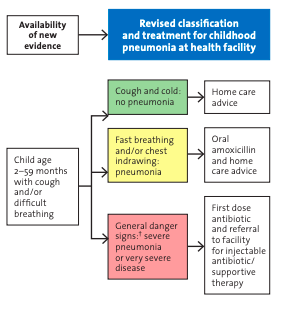 Availability
of new
evidence
Revised classification
and treatment for childhood
pneumonia at health facility
Cough and cold:
no pneumonia
Home care
advice
Child age
2–59 months
with cough
and/or
difficult
breathing
Fast breathing
and/or chest
indrawing:
pneumonia
Oral
amoxicillin
and home
care advice
General danger
signs:† severe
pneumonia
or very severe
disease
First dose
antibiotic
and referral
to facility
for injectable
antibiotic/
supportive
therapy